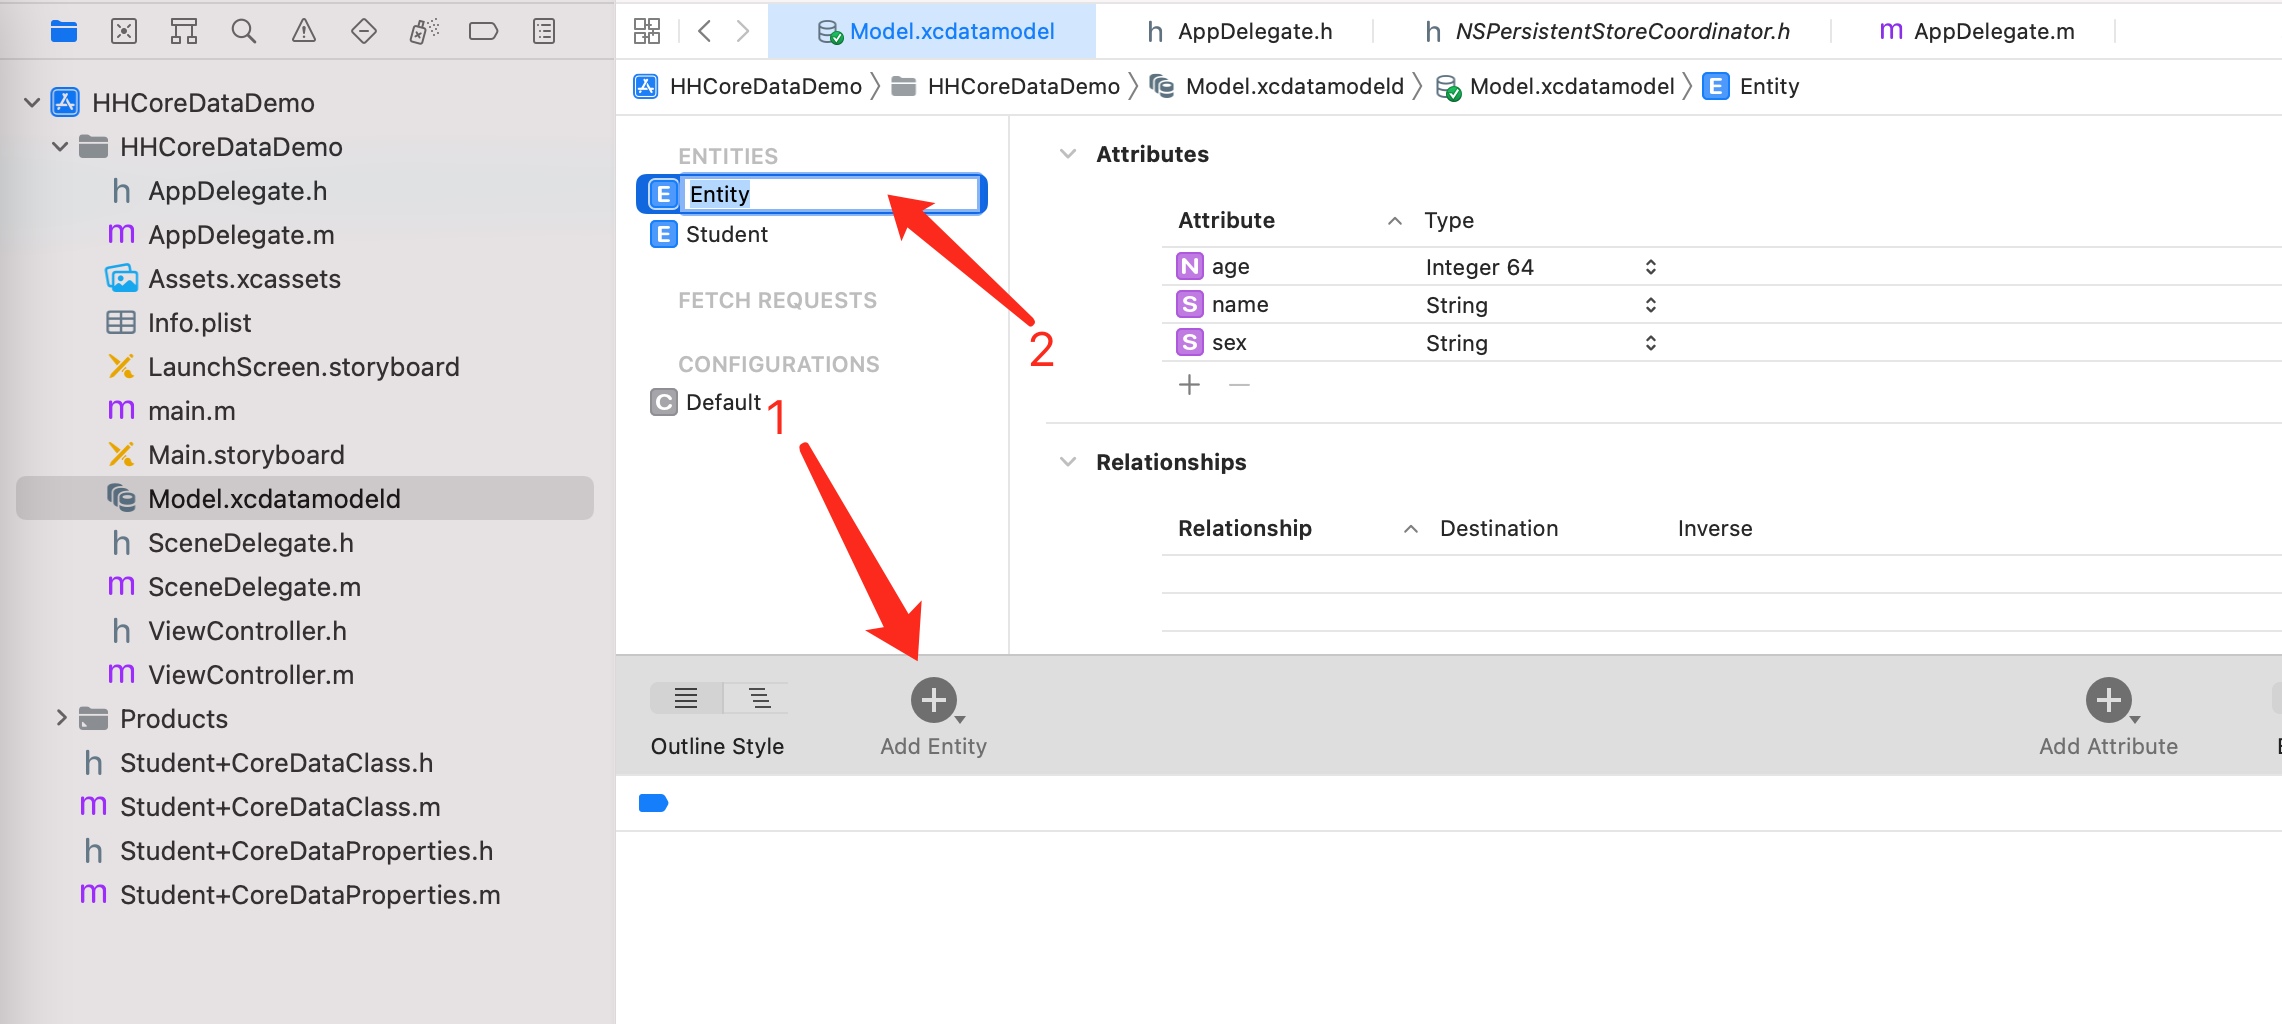 Model.xcdatamodel
AppDelegate.h
NSPersistentStoreCoordinator.h
AppDelegate.m
HHCoreDataDemo
HHCoreDataDemo
Model.xcdatamodeld
Model.xcdatamodel
Entity
HHCoreDataDemo
HHCoreDataDemo
AppDelegate.h
AppDelegate.m
Assets.xcassets
Info.plist
LaunchScreen.storyboard
main.m
Main.storyboard
Model.xcdatamodeld
SceneDelegate.h
SceneDelegate.m
ViewController.h
ViewController.m
Products
Student+CoreDataClass.h
Student+CoreDataClass.m
Student+CoreDataProperties.h
Student+CoreDataProperties.m
ENTITIES
E Entity
E Student
FETCH REQUESTS
CONFIGURATIONS
C Default
1
2
Attributes
Attribute Type
N age Integer 64
S name String
S sex String
Relationships
Relationship Destination Inverse
Outline Style
Add Entity
Add Attribute